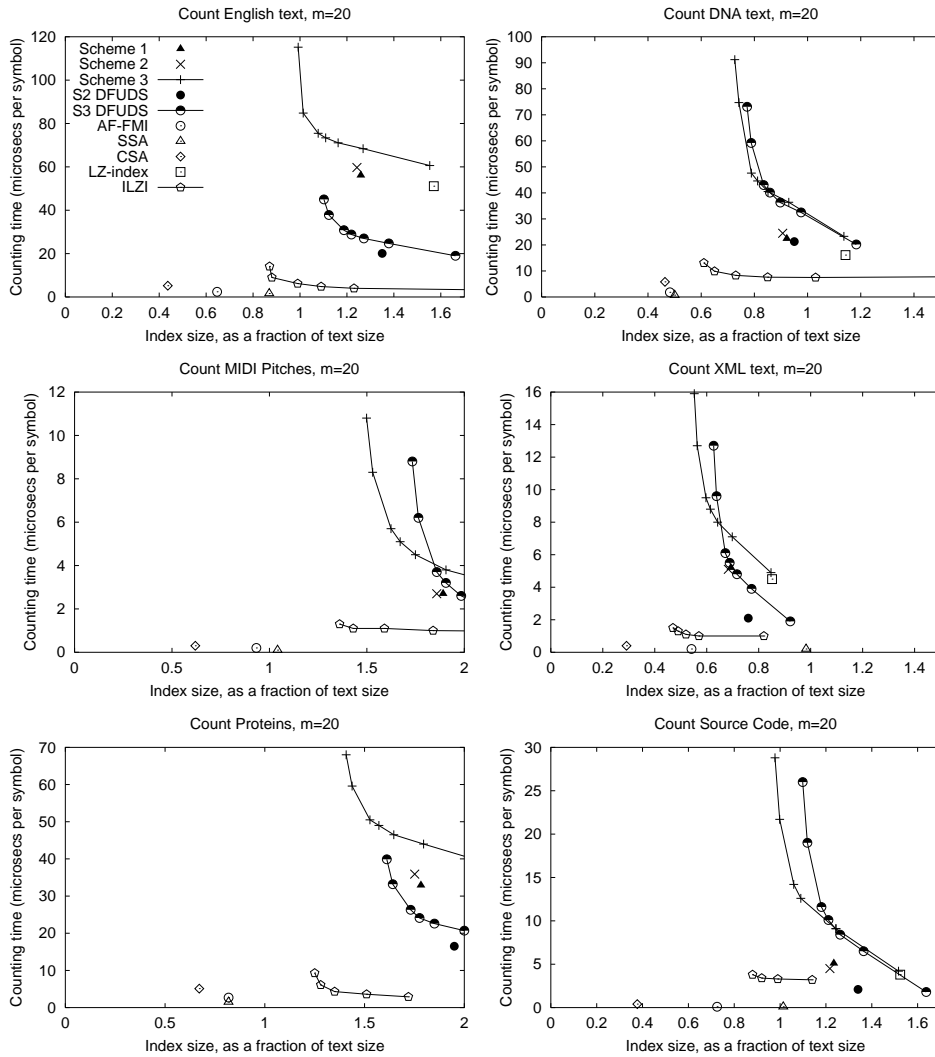 Count English text, m=20
Counting time (microsecs per symbol)
120
100
80
60
40
20
0
Scheme 1
Scheme 2
Scheme 3
S2 DFUDS
S3 DFUDS
AF-FMI
SSA
CSA
LZ-index
ILZI
0 0.2 0.4 0.6 0.8 1 1.2 1.4 1.6
Index size, as a fraction of text size
Count DNA text, m=20
Counting time (microsecs per symbol)
100
90
80
70
60
50
40
30
20
10
0
0 0.2 0.4 0.6 0.8 1 1.2 1.4
Index size, as a fraction of text size
Count MIDI Pitches, m=20
Counting time (microsecs per symbol)
12
10
8
6
4
2
0
0 0.5 1 1.5 2
Index size, as a fraction of text size
Count XML text, m=20
Counting time (microsecs per symbol)
16
14
12
10
8
6
4
2
0
0 0.2 0.4 0.6 0.8 1 1.2 1.4
Index size, as a fraction of text size
Count Proteins, m=20
Counting time (microsecs per symbol)
70
60
50
40
30
20
10
0
0 0.5 1 1.5 2
Index size, as a fraction of text size
Count Source Code, m=20
Counting time (microsecs per symbol)
30
25
20
15
10
5
0
0 0.2 0.4 0.6 0.8 1 1.2 1.4 1.6
Index size, as a fraction of text size